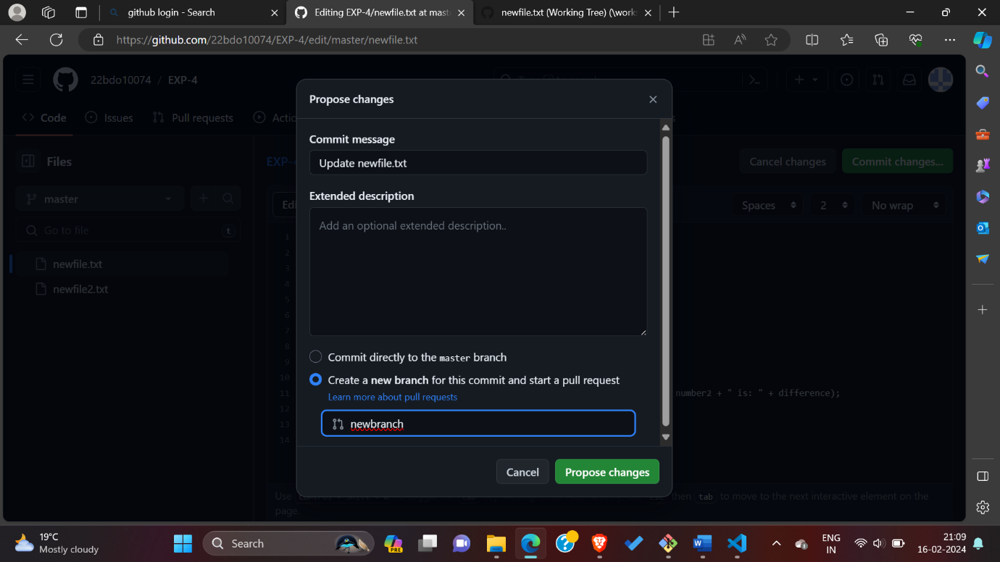 github login - Search
Editing EXP-4/newfile.txt at mast
newfile.txt (Working Tree) (\work
https://github.com/22bdo10074/EXP-4/edit/master/newfile.txt
22bdo10074 / EXP-4
Code
Issues
Pull requests
Actio
Propose changes
Commit message
Update newfile.txt
Extended description
Add an optional extended description..
Commit directly to the master branch
Create a new branch for this commit and start a pull request
Learn more about pull requests
newbranch
Cancel
Propose changes
Files
master
Go to file
t
newfile.txt
newfile2.txt
EXP-4
Cancel changes
Commit changes...
Edi
Spaces
2
No wrap
1
2
3
4
5
6
7
8
9
10
11
12
13
14
number2 + " is: " + difference);
Use
then tab to move to the next interactive element on the
page.
19°C
Mostly cloudy
Search
PRE
ENG
IN
21:09
16-02-2024